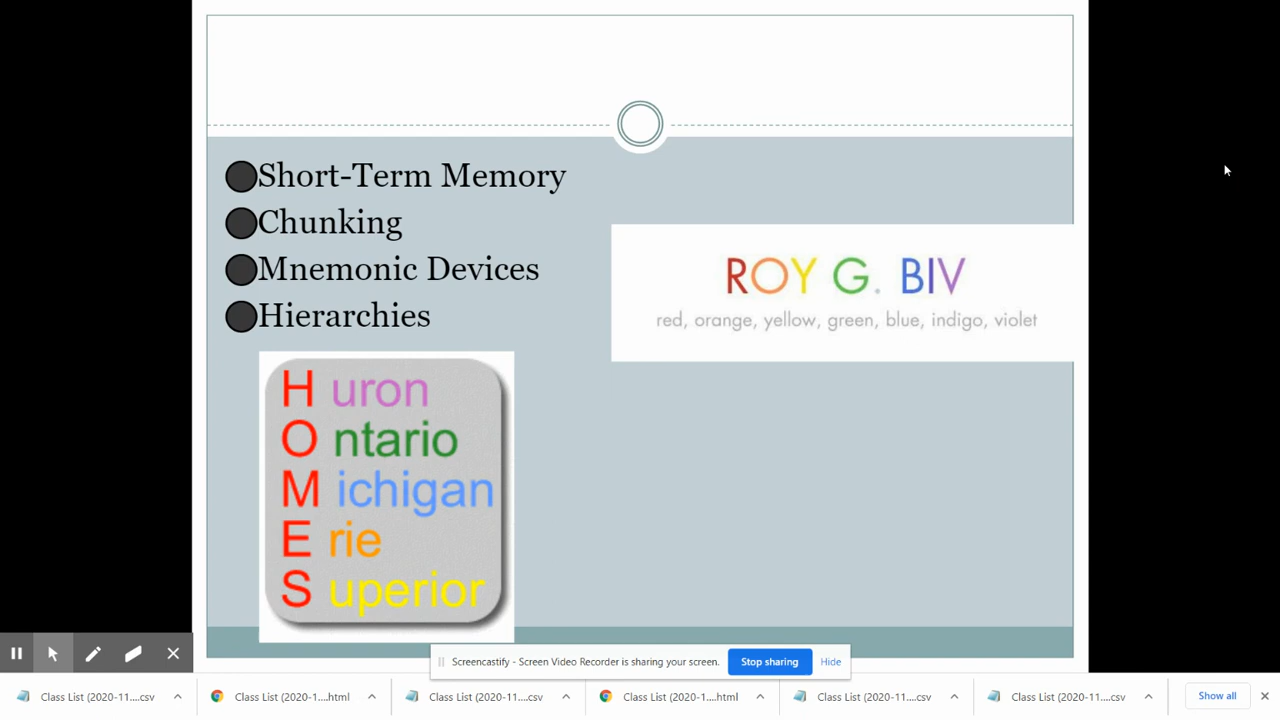 Short-Term Memory
Chunking
Mnemonic Devices
Hierarchies
ROY G. BIV
red, orange, yellow, green, blue, indigo, violet
H uron
O ntario
M ichigan
E rie
S uperior
Screencastify - Screen Video Recorder is sharing your screen. Stop sharing Hide
Class List (2020-11....csv Class List (2020-1....html Class List (2020-11....csv Class List (2020-1....html Class List (2020-11....csv Class List (2020-11....csv Show all